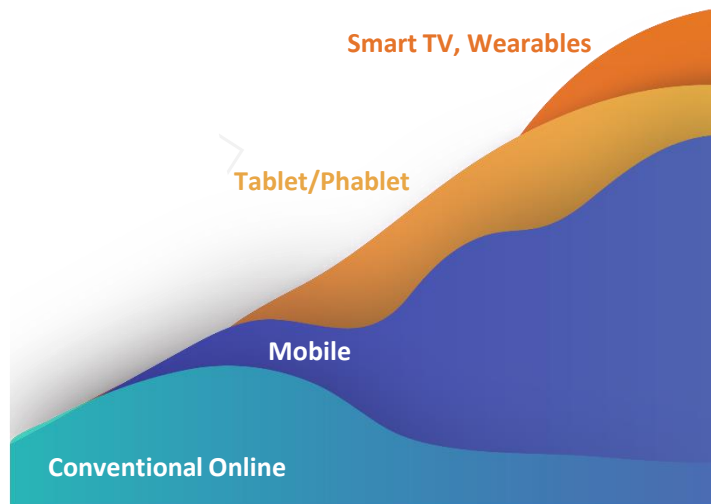 Smart TV, Wearables
Tablet/Phablet
Mobile
Conventional Online